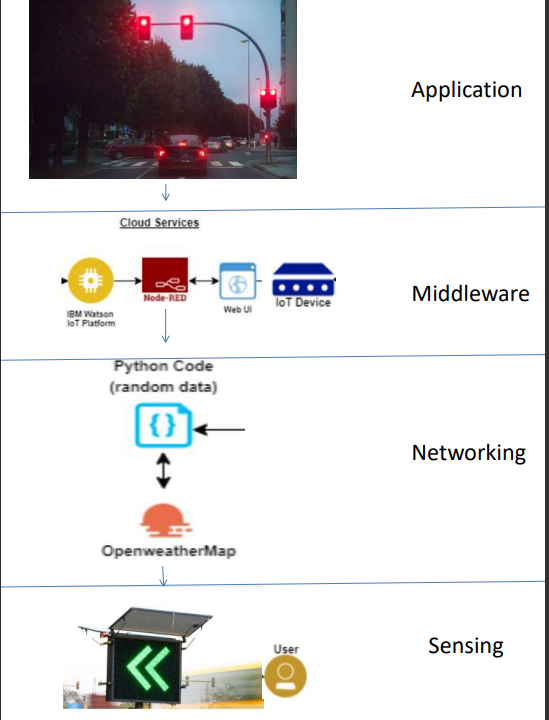 Application
Cloud Services
IBM Watson
IoT Platform
Node-RED
Web UI
IoT Device
Middleware
Python Code
(random data)
{}
Networking
OpenweatherMap
User
Sensing